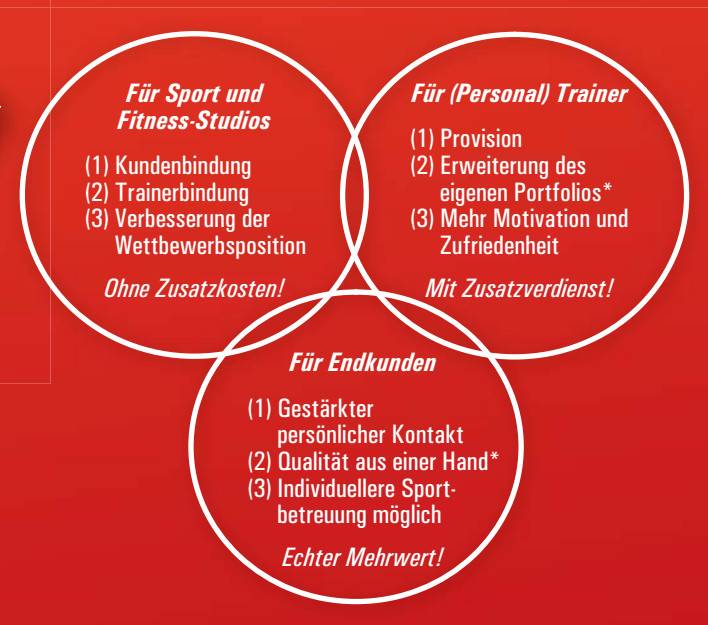 Für Sport und
Fitness-Studios
(1) Kundenbindung
(2) Trainerbindung
(3) Verbesserung der
Wettbewerbsposition
Ohne Zusatzkosten!
Für (Personal) Trainer
(1) Provision
(2) Erweiterung des
eigenen Portfolios*
(3) Mehr Motivation und
Zufriedenheit
Mit Zusatzverdienst!
Für Endkunden
(1) Gestärkter
persönlicher Kontakt
(2) Qualität aus einer Hand*
(3) Individuellere Sport-
betreuung möglich
Echter Mehrwert!